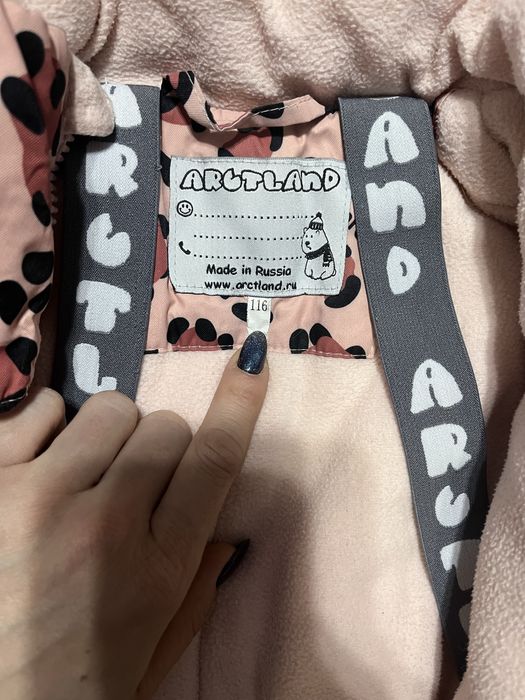 ARCTLAND
Made in Russia
www.arctland.ru
116
ARCTL
AND
ARCT